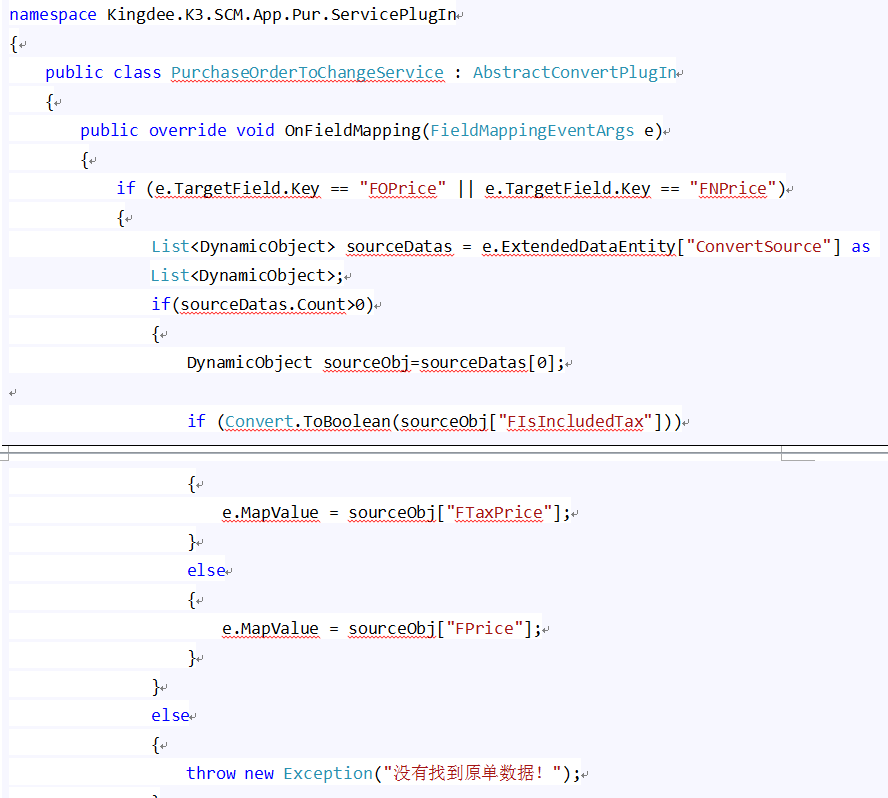 namespace Kingdee.K3.SCM.App.Pur.ServicePlugIn
{
public class PurchaseOrderToChangeService : AbstractConvertPlugIn
{
public override void OnFieldMapping(FieldMappingEventArgs e)
{
if (e.TargetField.Key == "FOPrice" || e.TargetField.Key == "FNPrice")
{
List<DynamicObject> sourceDatas = e.ExtendedDataEntity["ConvertSource"] as
List<DynamicObject>;
if(sourceDatas.Count>0)
{
DynamicObject sourceObj=sourceDatas[0];
if (Convert.ToBoolean(sourceObj["FIsIncludedTax"]))
{
e.MapValue = sourceObj["FTaxPrice"];
}
else
{
e.MapValue = sourceObj["FPrice"];
}
}
else
{
throw new Exception("没有找到原单数据！");